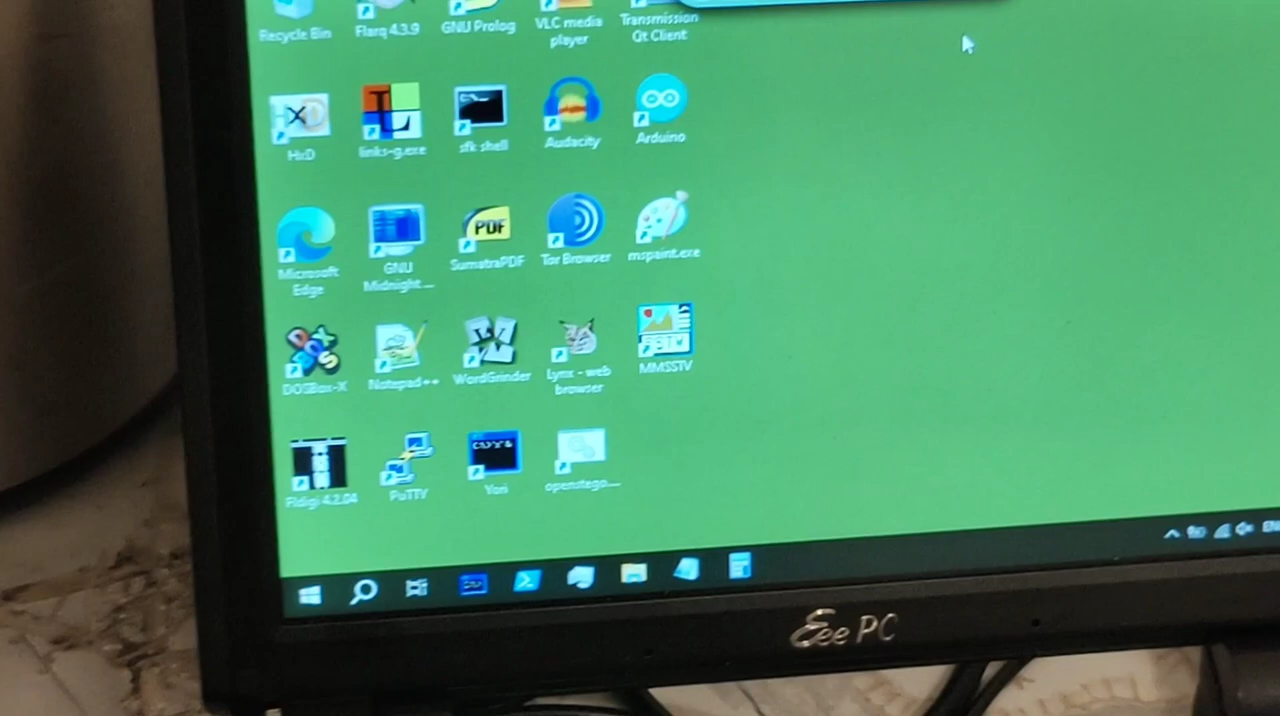 Recycle Bin
Flarq 4.3.9
GNU Prolog
VLC media
player
Transmission
Qt Client
HxD
links-g.exe
sfk shell
Audacity
Arduino
Microsoft
Edge
GNU
Midnight ...
PDF
SumatraPDF
Tor Browser
mspaint.exe
DOSBox-X
Notepad++
WordGrinder
Lynx - web
browser
MMSSTV
Fldigi 4.2.04
PuTTY
Yori
openstego....
EN
Eee PC